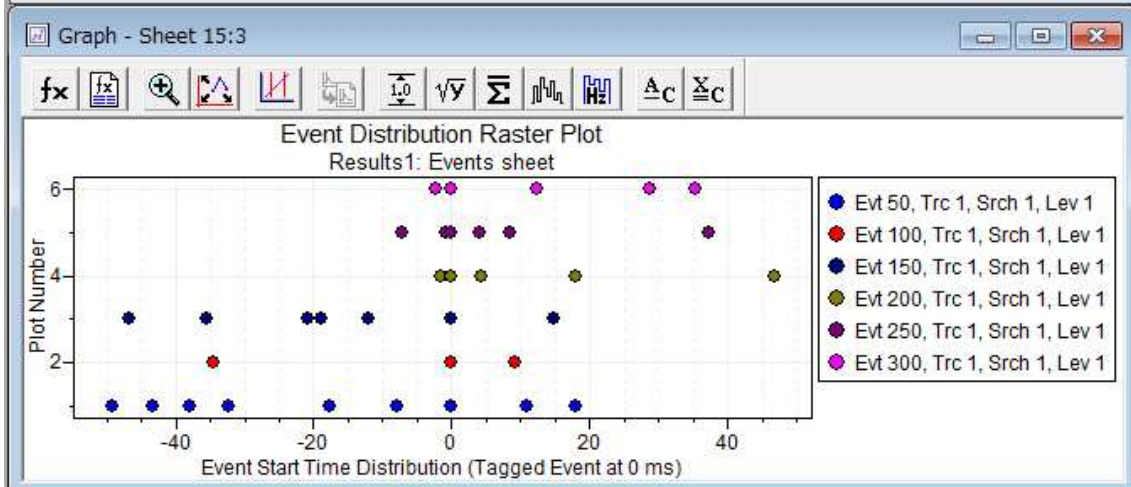 Graph - Sheet 15:3
fx fx 1.0 √y Σ Hz A C X C
Event Distribution Raster Plot
Results1: Events sheet
6
4
2
Plot Number
-40 -20 0 20 40
Event Start Time Distribution (Tagged Event at 0 ms)
Evt 50, Trc 1, Srch 1, Lev 1
Evt 100, Trc 1, Srch 1, Lev 1
Evt 150, Trc 1, Srch 1, Lev 1
Evt 200, Trc 1, Srch 1, Lev 1
Evt 250, Trc 1, Srch 1, Lev 1
Evt 300, Trc 1, Srch 1, Lev 1